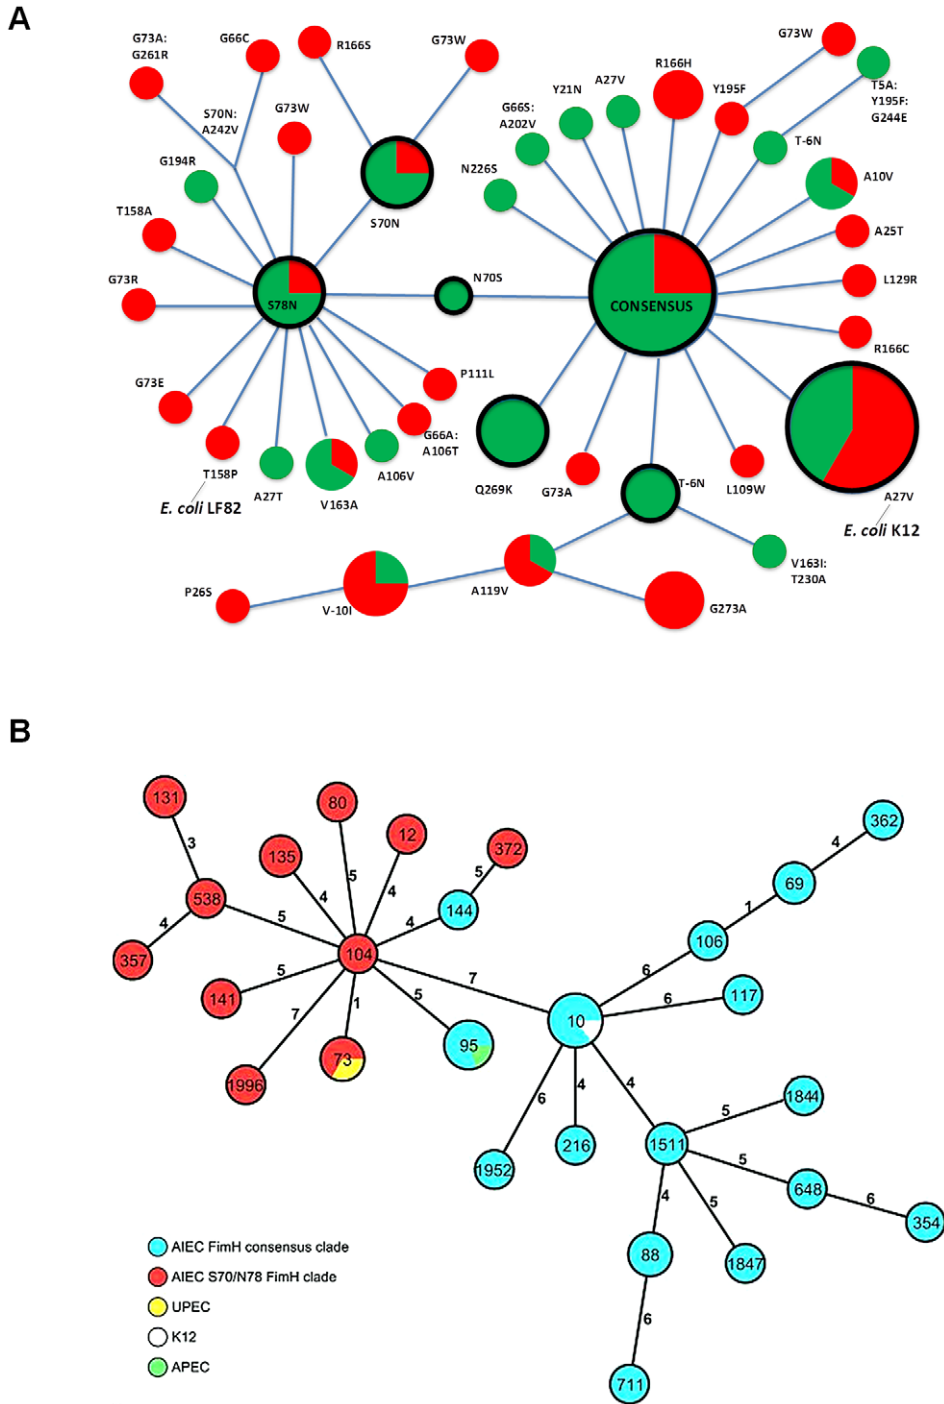 A
G73A:
G261R
G66C
R166S
G73W
S70N:
A242V
G73W
G194R
S70N
T158A
G73R
S78N
N70S
G73E
P111L
G66A:
A106T
T158P
A27T
V163A
A106V
E. coli LF82
G73W
R166H
Y195F
T5A:
Y195F:
G244E
A27V
Y21N
G66S:
A202V
T-6N
N226S
A10V
A25T
CONSENSUS
L129R
R166C
Q269K
G73A
T-6N
L109W
A27V
E. coli K12
V163I:
T230A
P26S
V-10I
A119V
G273A
B
131
80
12
372
362
3
135
5
4
5
4
69
538
4
144
1
4
5
4
106
357
104
7
6
117
141
5
6
7
1
5
10
73
95
1996
6
4
4
1844
5
1952
216
1511
5
648
6
354
4
5
88
1847
6
711
AIEC FimH consensus clade
AIEC S70/N78 FimH clade
UPEC
K12
APEC